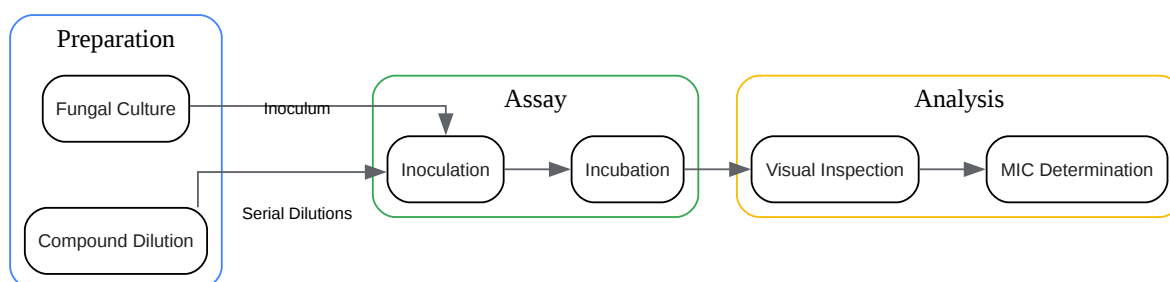 Preparation
Fungal Culture
Compound Dilution
Inoculum
Serial Dilutions
Assay
Inoculation
Incubation
Analysis
Visual Inspection
MIC Determination